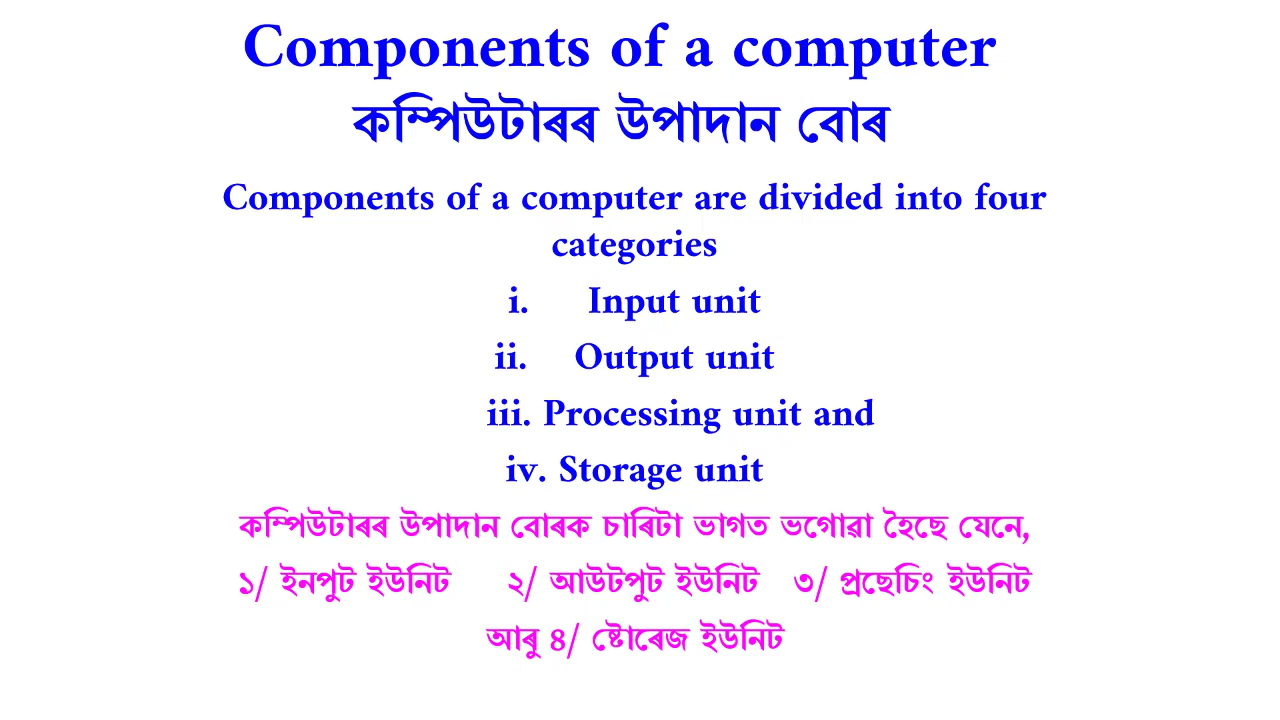 Components of a computer
কম্পিউটাৰৰ উপাদান বোৰ
Components of a computer are divided into four
categories
i. Input unit
ii. Output unit
iii. Processing unit and
iv. Storage unit
কম্পিউটাৰৰ উপাদান বোৰক চাৰিটা ভাগত ভগোৱা হৈছে যেনে,
১/ ইনপুট ইউনিট ২/ আউটপুট ইউনিট ৩/ প্ৰছেচিং ইউনিট
আৰু ৪/ ষ্টোৰেজ ইউনিট